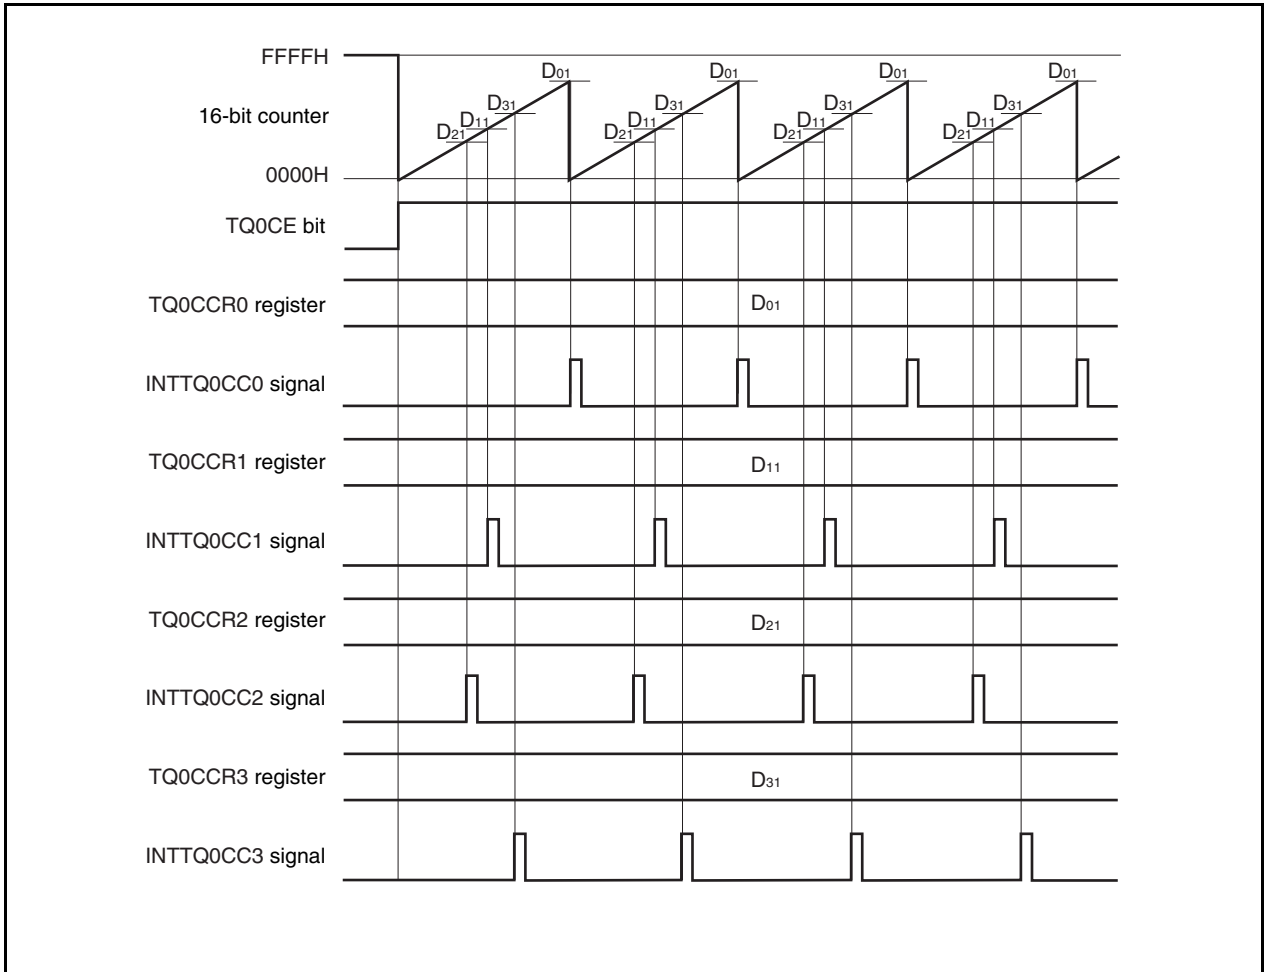 FFFFH
D01 D01 D01 D01
D31 D31 D31 D31
16-bit counter
D11 D11 D11 D11
D21 D21 D21 D21
0000H
TQ0CE bit
TQ0CCR0 register
D01
INTTQ0CC0 signal
TQ0CCR1 register
D11
INTTQ0CC1 signal
TQ0CCR2 register
D21
INTTQ0CC2 signal
TQ0CCR3 register
D31
INTTQ0CC3 signal